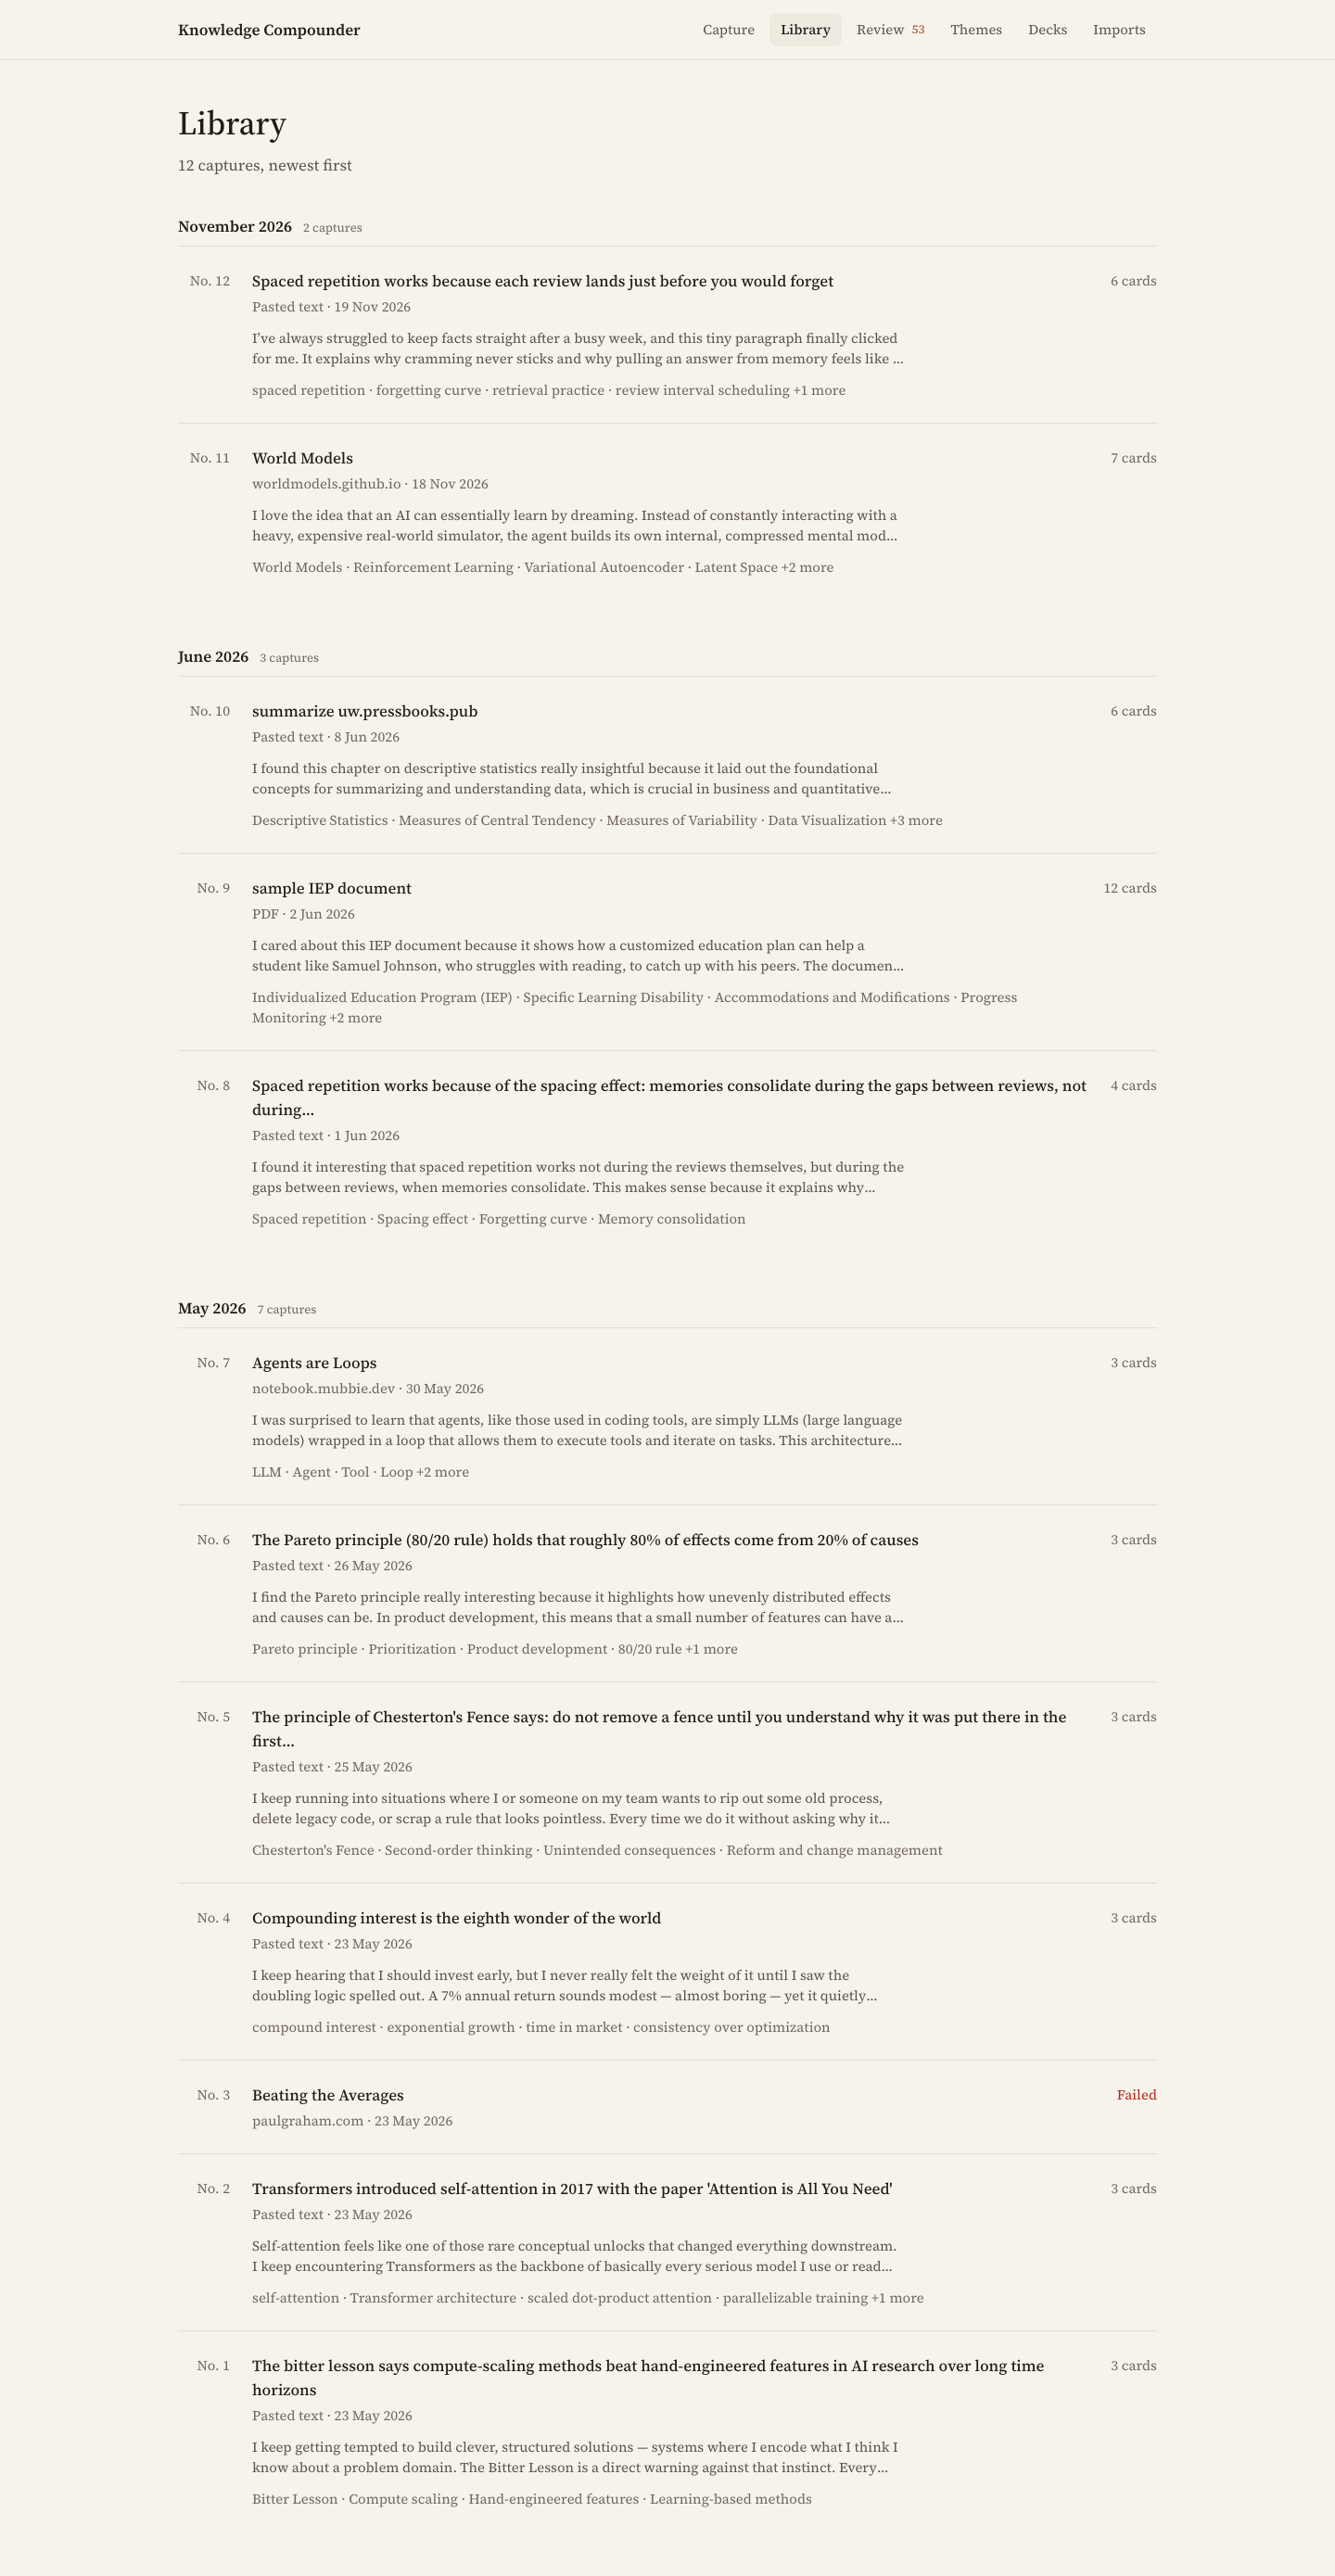 Knowledge Compounder
Capture Library Review 53 Themes Decks Imports
Library
12 captures, newest first
November 2026 2 captures
No. 12 Spaced repetition works because each review lands just before you would forget 6 cards
Pasted text · 19 Nov 2026
I’ve always struggled to keep facts straight after a busy week, and this tiny paragraph finally clicked
for me. It explains why cramming never sticks and why pulling an answer from memory feels like ...
spaced repetition · forgetting curve · retrieval practice · review interval scheduling +1 more
No. 11 World Models 7 cards
worldmodels.github.io · 18 Nov 2026
I love the idea that an AI can essentially learn by dreaming. Instead of constantly interacting with a
heavy, expensive real-world simulator, the agent builds its own internal, compressed mental mod...
World Models · Reinforcement Learning · Variational Autoencoder · Latent Space +2 more
June 2026 3 captures
No. 10 summarize uw.pressbooks.pub 6 cards
Pasted text · 8 Jun 2026
I found this chapter on descriptive statistics really insightful because it laid out the foundational
concepts for summarizing and understanding data, which is crucial in business and quantitative...
Descriptive Statistics · Measures of Central Tendency · Measures of Variability · Data Visualization +3 more
No. 9 sample IEP document 12 cards
PDF · 2 Jun 2026
I cared about this IEP document because it shows how a customized education plan can help a
student like Samuel Johnson, who struggles with reading, to catch up with his peers. The documen...
Individualized Education Program (IEP) · Specific Learning Disability · Accommodations and Modifications · Progress
Monitoring +2 more
No. 8 Spaced repetition works because of the spacing effect: memories consolidate during the gaps between reviews, not 4 cards
during...
Pasted text · 1 Jun 2026
I found it interesting that spaced repetition works not during the reviews themselves, but during the
gaps between reviews, when memories consolidate. This makes sense because it explains why...
Spaced repetition · Spacing effect · Forgetting curve · Memory consolidation
May 2026 7 captures
No. 7 Agents are Loops 3 cards
notebook.mubbie.dev · 30 May 2026
I was surprised to learn that agents, like those used in coding tools, are simply LLMs (large language
models) wrapped in a loop that allows them to execute tools and iterate on tasks. This architecture...
LLM · Agent · Tool · Loop +2 more
No. 6 The Pareto principle (80/20 rule) holds that roughly 80% of effects come from 20% of causes 3 cards
Pasted text · 26 May 2026
I find the Pareto principle really interesting because it highlights how unevenly distributed effects
and causes can be. In product development, this means that a small number of features can have a...
Pareto principle · Prioritization · Product development · 80/20 rule +1 more
No. 5 The principle of Chesterton's Fence says: do not remove a fence until you understand why it was put there in the 3 cards
first...
Pasted text · 25 May 2026
I keep running into situations where I or someone on my team wants to rip out some old process,
delete legacy code, or scrap a rule that looks pointless. Every time we do it without asking why it...
Chesterton's Fence · Second-order thinking · Unintended consequences · Reform and change management
No. 4 Compounding interest is the eighth wonder of the world 3 cards
Pasted text · 23 May 2026
I keep hearing that I should invest early, but I never really felt the weight of it until I saw the
doubling logic spelled out. A 7% annual return sounds modest — almost boring — yet it quietly...
compound interest · exponential growth · time in market · consistency over optimization
No. 3 Beating the Averages Failed
paulgraham.com · 23 May 2026
No. 2 Transformers introduced self-attention in 2017 with the paper 'Attention is All You Need' 3 cards
Pasted text · 23 May 2026
Self-attention feels like one of those rare conceptual unlocks that changed everything downstream.
I keep encountering Transformers as the backbone of basically every serious model I use or read...
self-attention · Transformer architecture · scaled dot-product attention · parallelizable training +1 more
No. 1 The bitter lesson says compute-scaling methods beat hand-engineered features in AI research over long time 3 cards
horizons
Pasted text · 23 May 2026
I keep getting tempted to build clever, structured solutions — systems where I encode what I think I
know about a problem domain. The Bitter Lesson is a direct warning against that instinct. Every...
Bitter Lesson · Compute scaling · Hand-engineered features · Learning-based methods